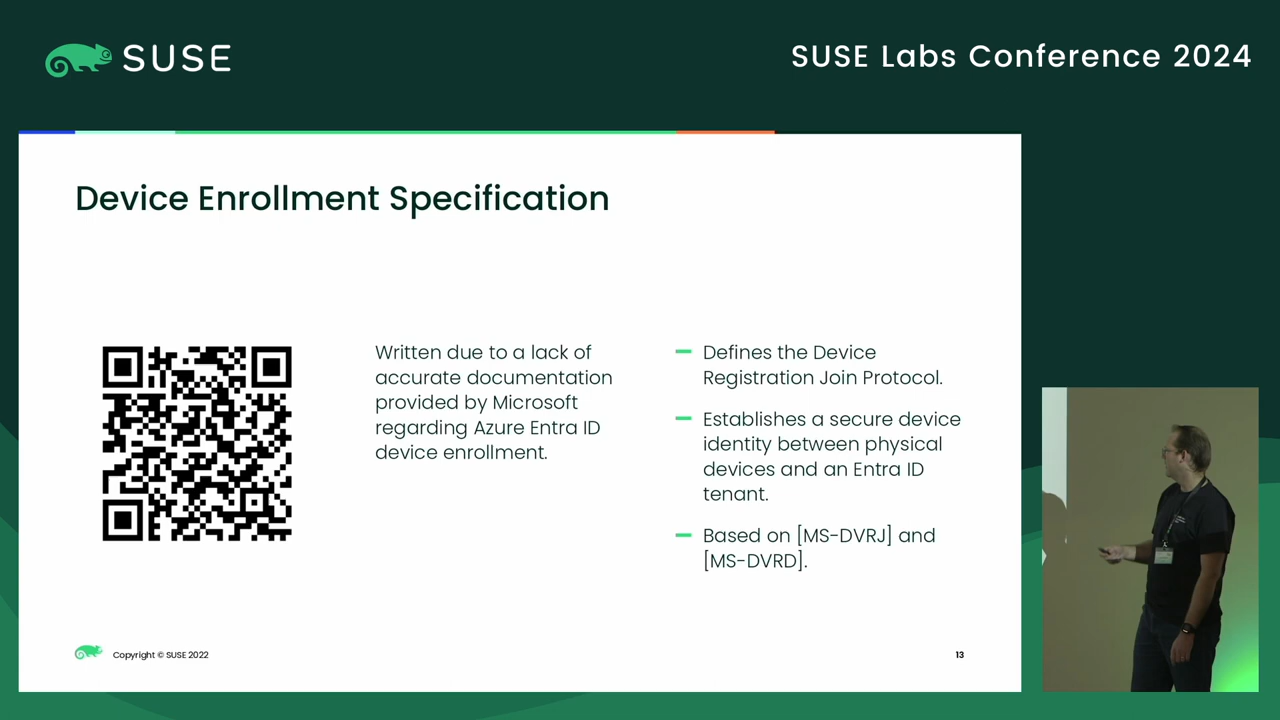 SUSE
SUSE Labs Conference 2024
Device Enrollment Specification
Written due to a lack of
accurate documentation
provided by Microsoft
regarding Azure Entra ID
device enrollment.
Defines the Device
Registration Join Protocol.
Establishes a secure device
identity between physical
devices and an Entra ID
tenant.
Based on [MS-DVRJ] and
[MS-DVRD].
Copyright © SUSE 2022
13